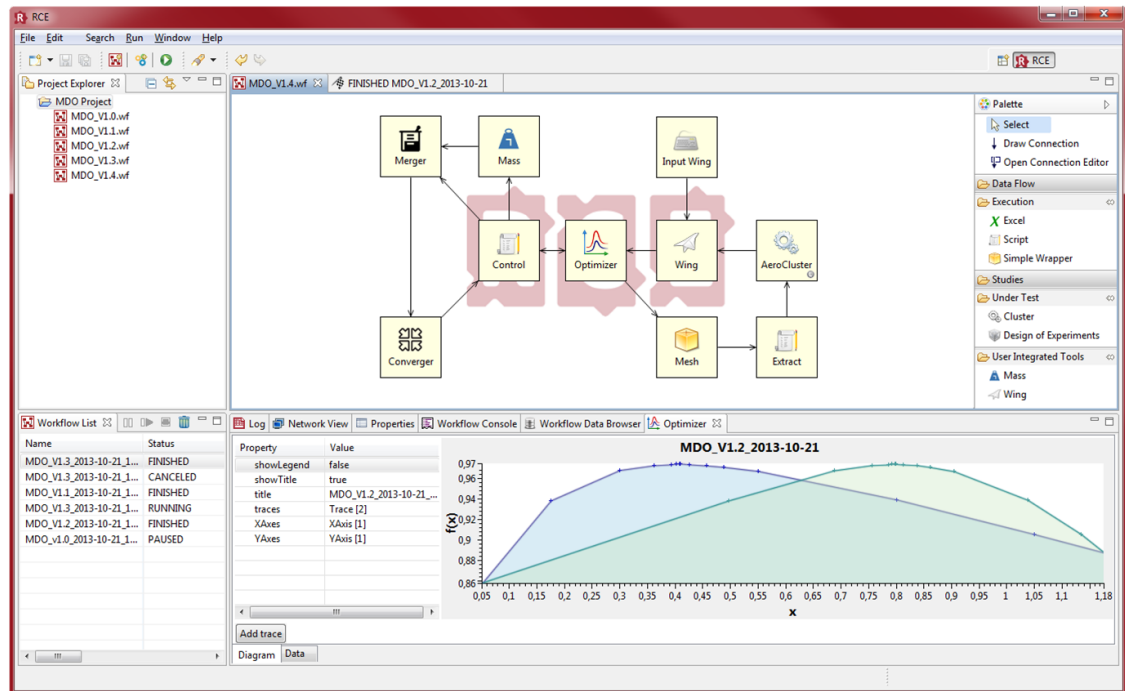 RCE
File Edit Search Run Window Help
RCE
Project Explorer
MDO Project
MDO_V1.0.wf
MDO_V1.1.wf
MDO_V1.2.wf
MDO_V1.3.wf
MDO_V1.4.wf
MDO_V1.4.wf FINISHED MDO_V1.2_2013-10-21
Merger Mass Input Wing
Control Optimizer Wing AeroCluster
Converger Mesh Extract
Palette
Select
Draw Connection
Open Connection Editor
Data Flow
Execution
Excel
Script
Simple Wrapper
Studies
Under Test
Cluster
Design of Experiments
User Integrated Tools
Mass
Wing
Workflow List
Name Status
MDO_V1.3_2013-10-21_1... FINISHED
MDO_V1.3_2013-10-21_1... CANCELED
MDO_V1.1_2013-10-21_1... FINISHED
MDO_V1.3_2013-10-21_1... RUNNING
MDO_V1.2_2013-10-21_1... FINISHED
MDO_v1.0_2013-10-21_1... PAUSED
Log Network View Properties Workflow Console Workflow Data Browser Optimizer
Property Value
showLegend false
showTitle true
title MDO_V1.2_2013-10-21_...
traces Trace [2]
XAxes XAxis [1]
YAxes YAxis [1]
Add trace
Diagram Data
MDO_V1.2_2013-10-21
f(x)
0,97
0,96
0,94
0,92
0,9
0,88
0,86
0,05 0,1 0,15 0,2 0,25 0,3 0,35 0,4 0,45 0,5 0,55 0,6 0,65 0,7 0,75 0,8 0,85 0,9 0,95 1 1,05 1,1 1,18
x